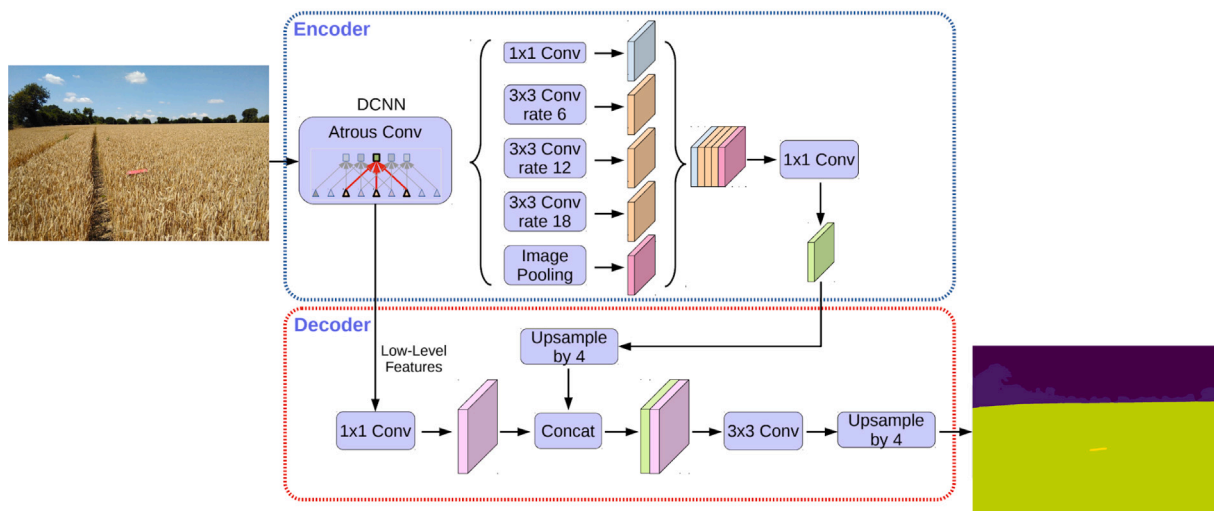 Encoder
DCNN
Atrous Conv
1x1 Conv
3x3 Conv
rate 6
3x3 Conv
rate 12
3x3 Conv
rate 18
Image
Pooling
1x1 Conv
Decoder
Low-Level
Features
Upsample
by 4
1x1 Conv
Concat
3x3 Conv
Upsample
by 4